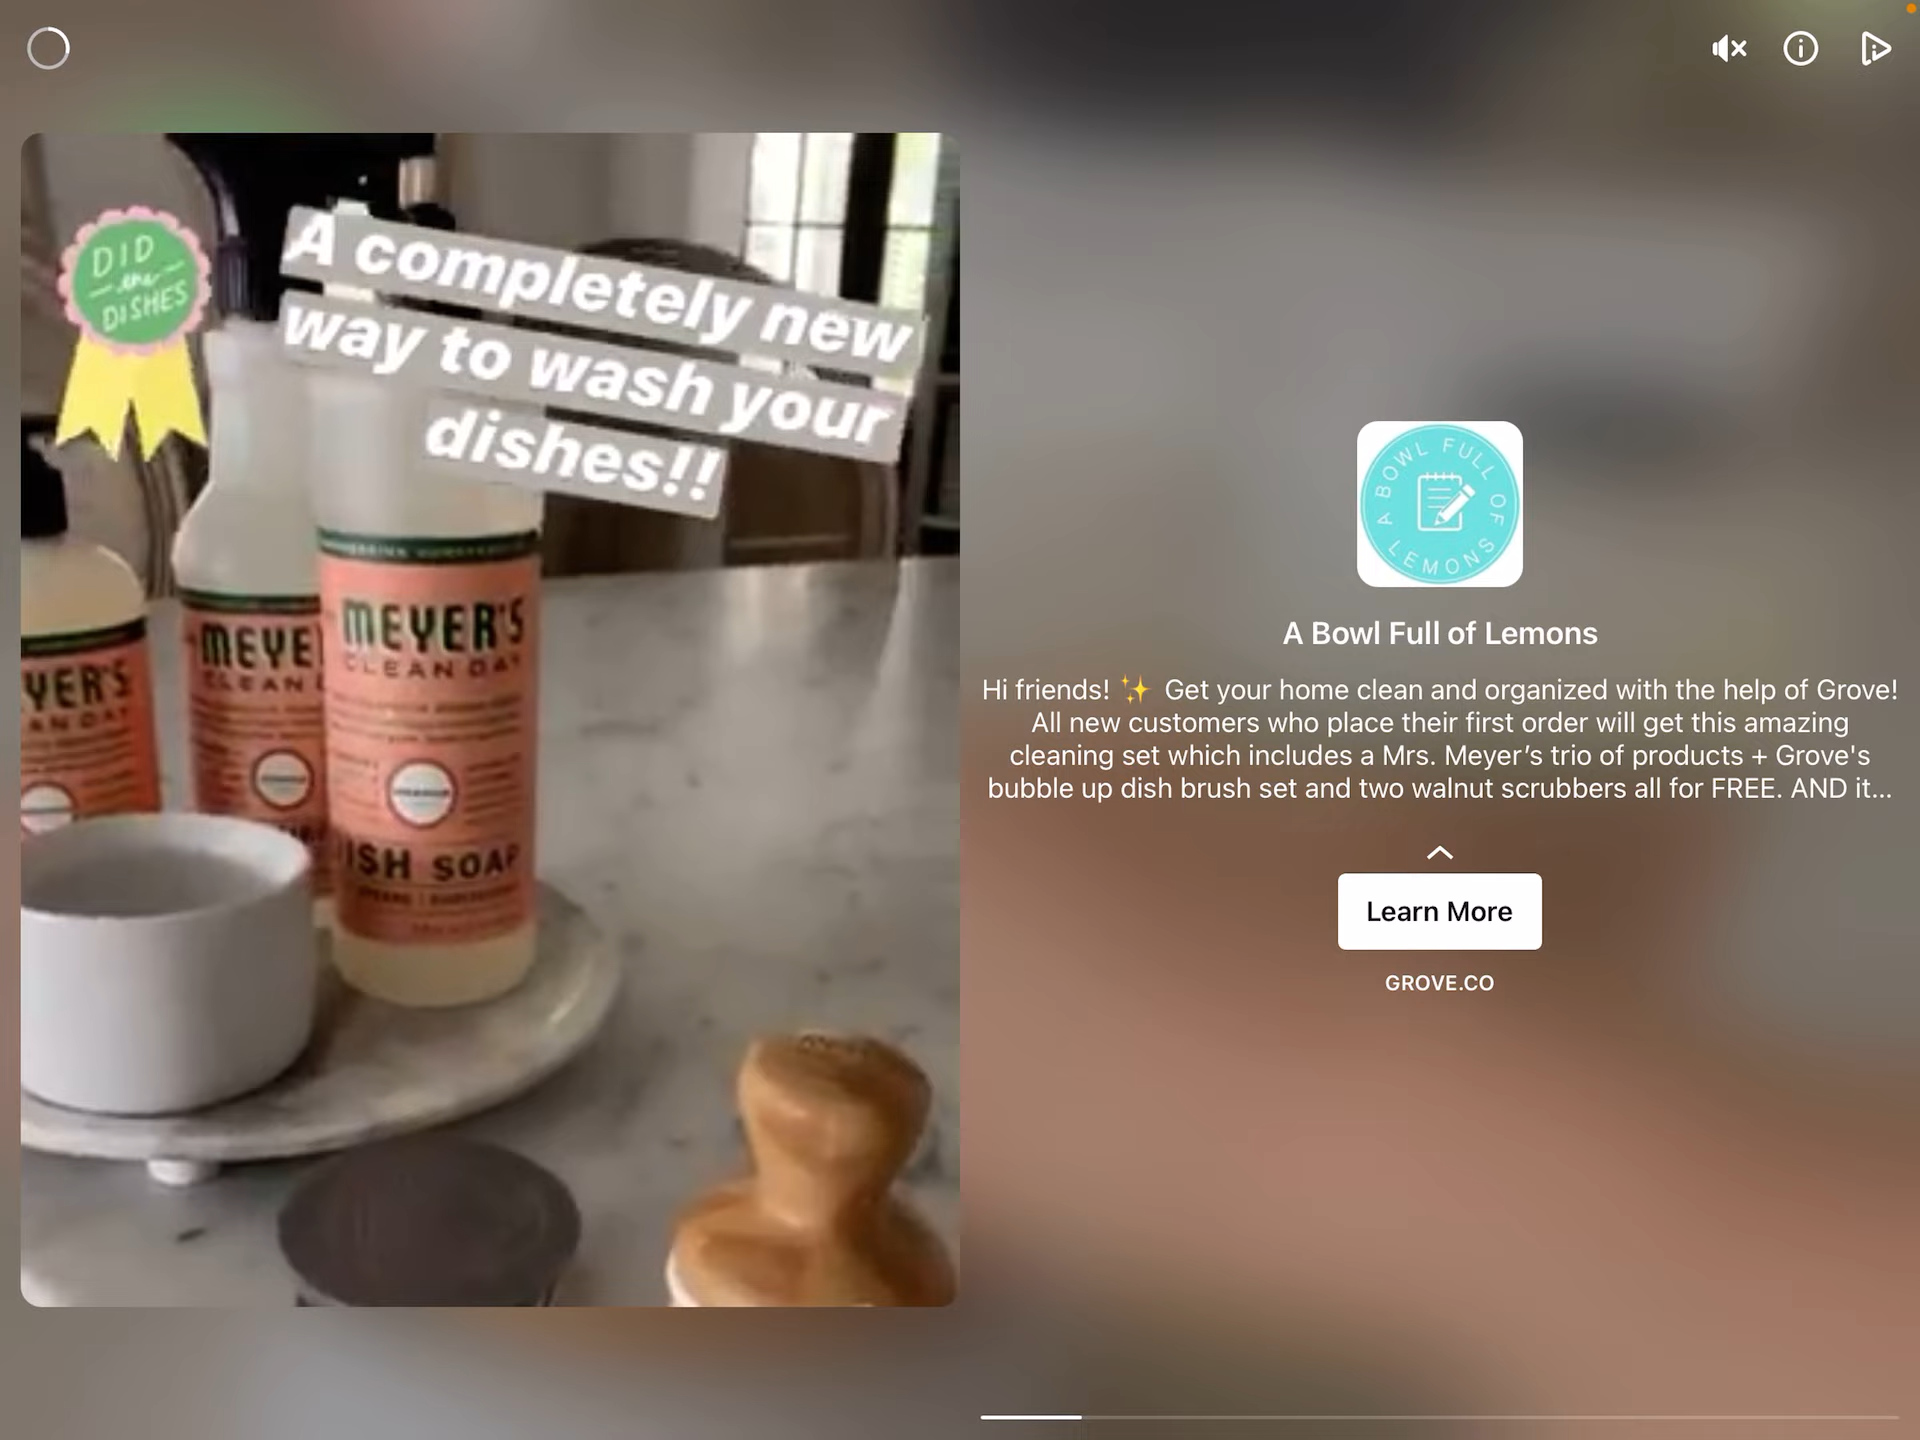 DID
the
DISHES
A completely new
way to wash your
dishes!!
MEYER'S
CLEAN DAY
DISH SOAP
MEYE
CLEAN
YER'S
AN DAY
A BOWL FULL OF LEMONS
A Bowl Full of Lemons
Hi friends! ✨ Get your home clean and organized with the help of Grove!
All new customers who place their first order will get this amazing
cleaning set which includes a Mrs. Meyer’s trio of products + Grove's
bubble up dish brush set and two walnut scrubbers all for FREE. AND it...
Learn More
GROVE.CO